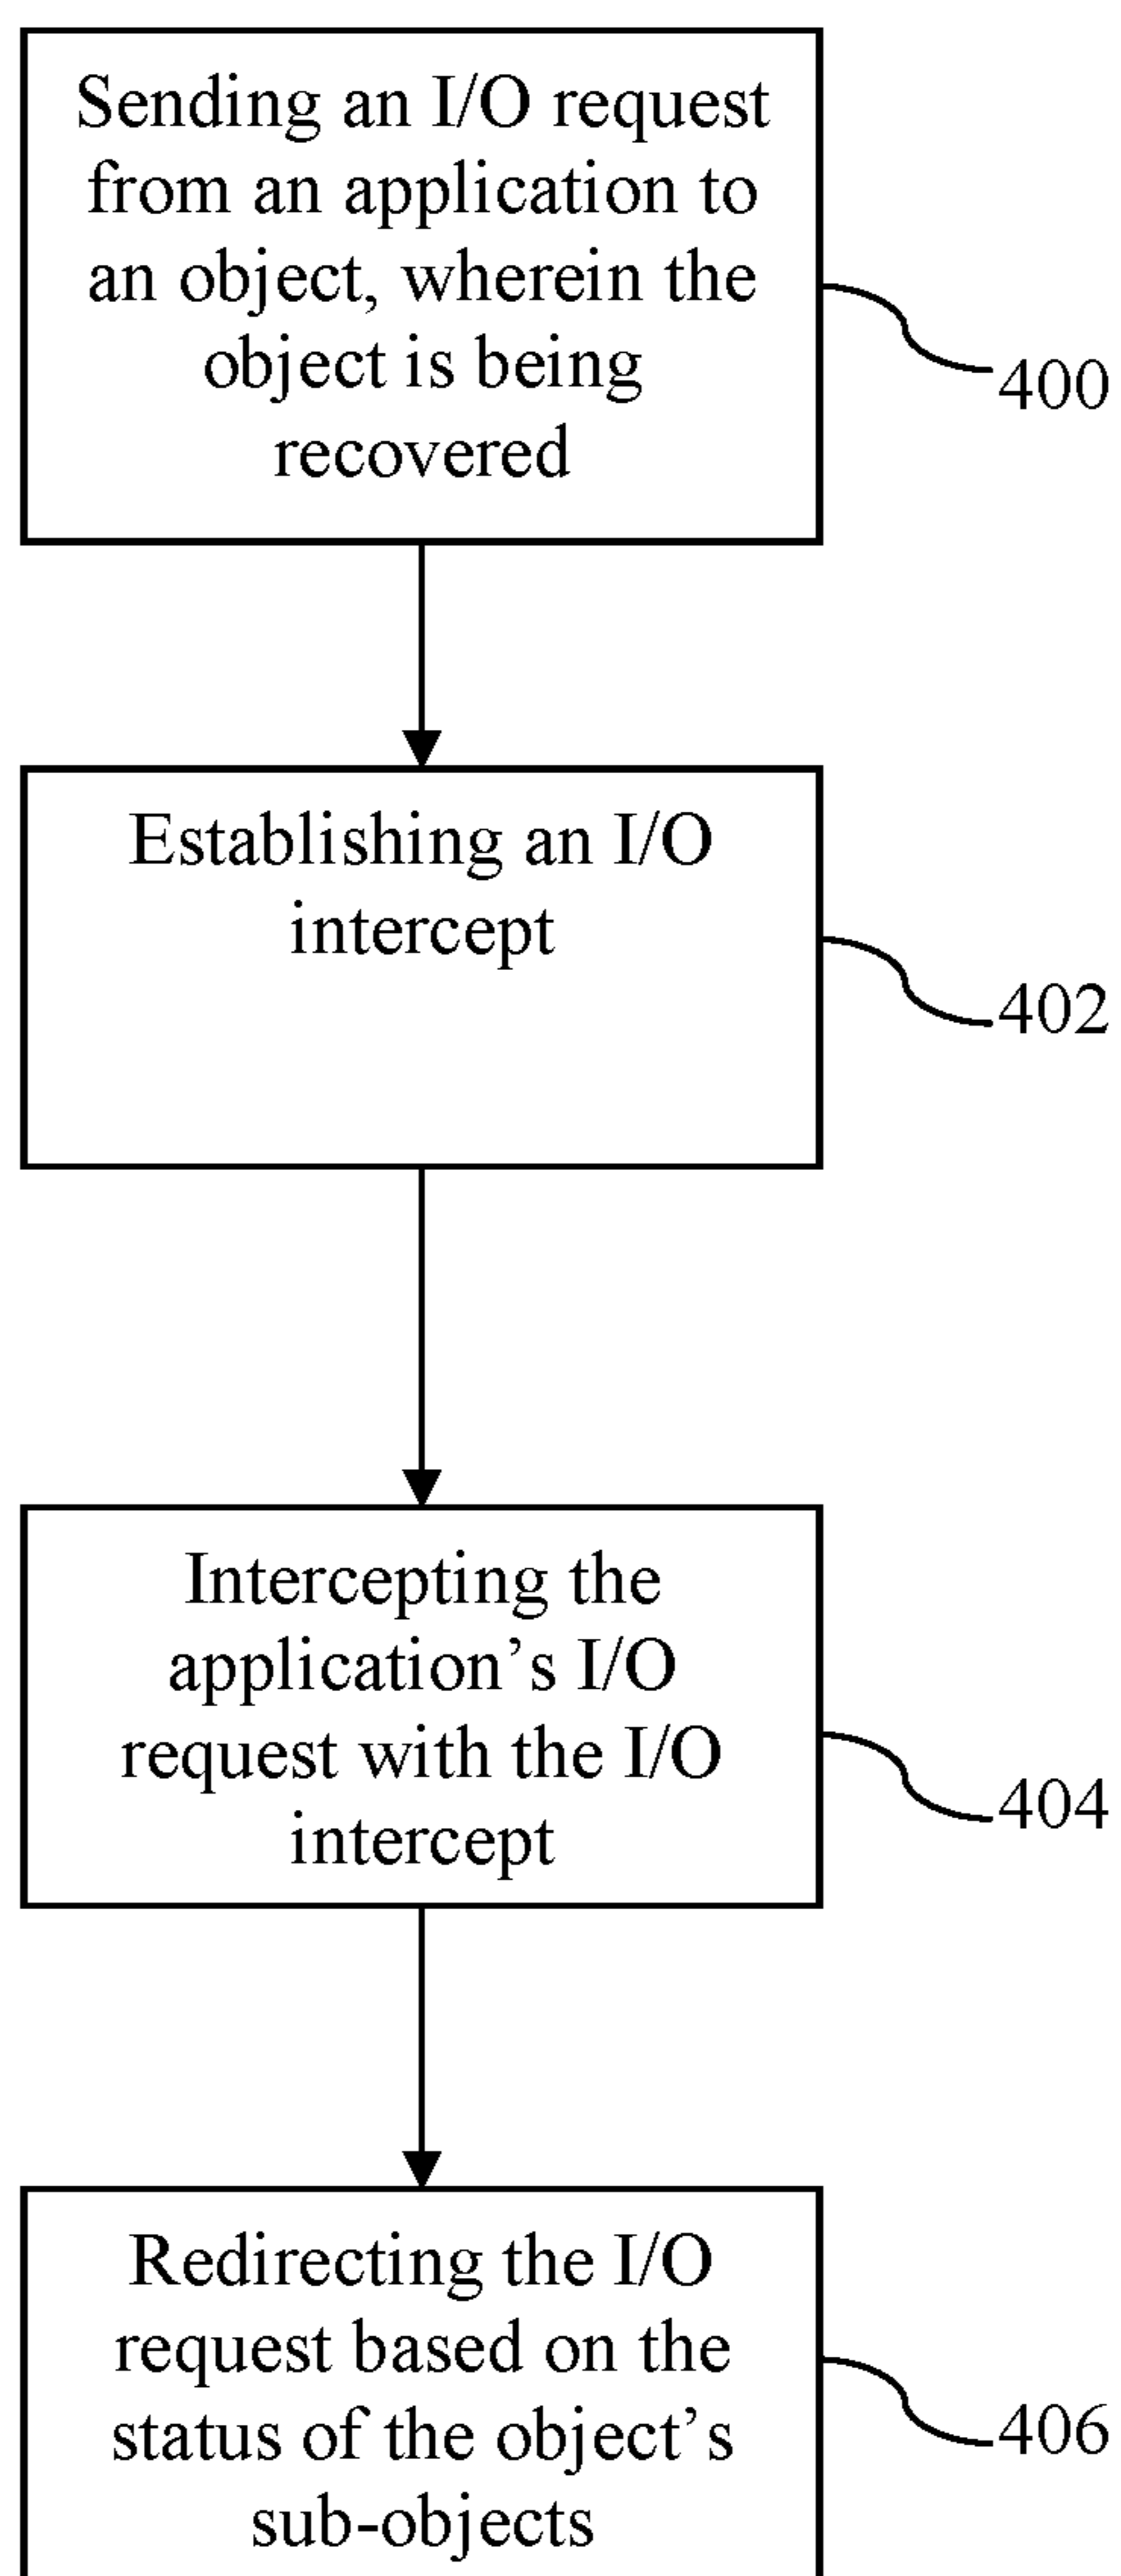 Sending an I/O request
from an application to
an object, wherein the
object is being
recovered
400
Establishing an I/O
intercept
402
Intercepting the
application’s I/O
request with the I/O
intercept
404
Redirecting the I/O
request based on the
status of the object’s
sub-objects
406